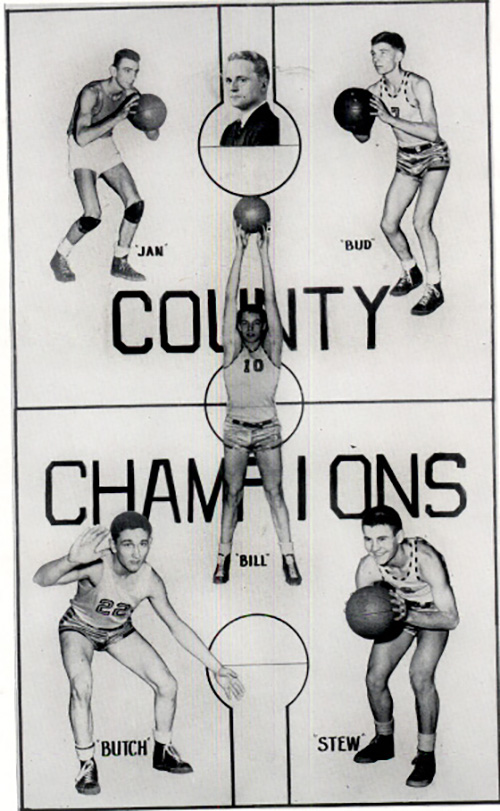 "JAN"
"BUD"
COUNTY
10
CHAMPIONS
"BILL"
22
"BUTCH"
"STEW"